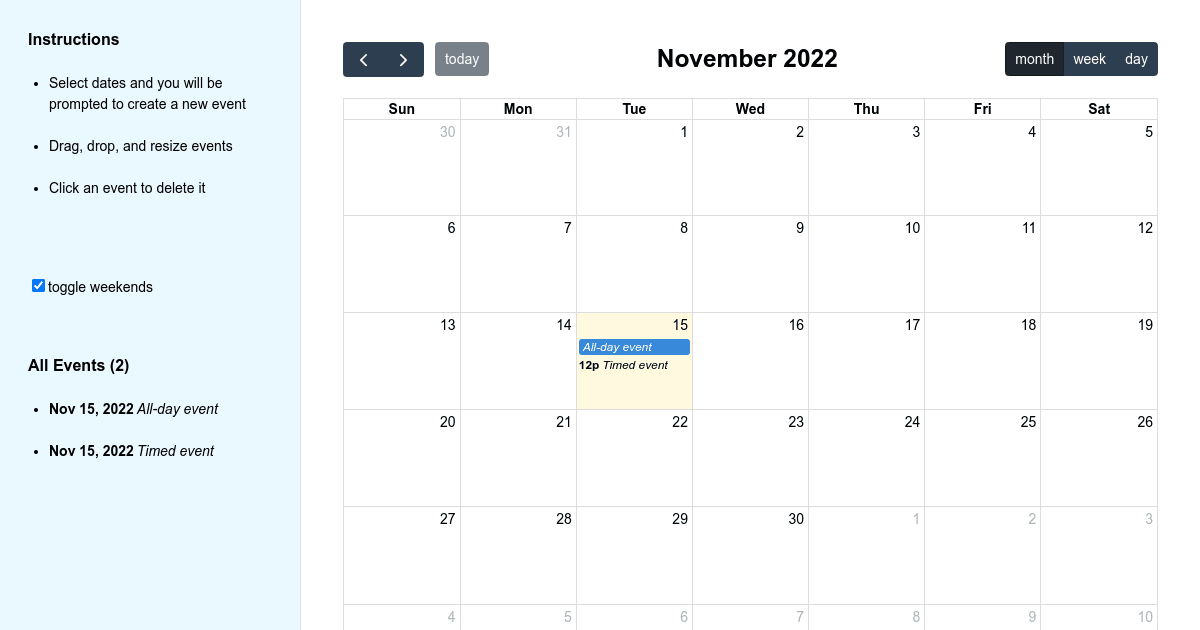 Instructions
Select dates and you will be
prompted to create a new event
Drag, drop, and resize events
Click an event to delete it
toggle weekends
All Events (2)
Nov 15, 2022 All-day event
Nov 15, 2022 Timed event
today
November 2022
month week day
Sun Mon Tue Wed Thu Fri Sat
30 31 1 2 3 4 5
6 7 8 9 10 11 12
13 14 15 16 17 18 19
All-day event
12p Timed event
20 21 22 23 24 25 26
27 28 29 30 1 2 3
4 5 6 7 8 9 10